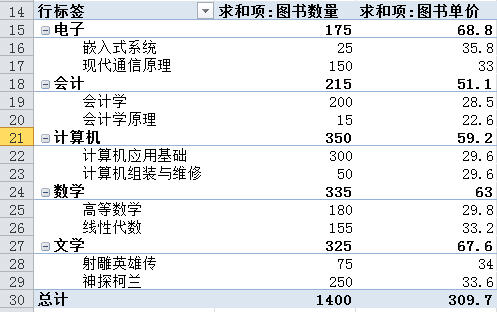 14 行标签 求和项:图书数量 求和项:图书单价
15 电子 175 68.8
16 嵌入式系统 25 35.8
17 现代通信原理 150 33
18 会计 215 51.1
19 会计学 200 28.5
20 会计学原理 15 22.6
21 计算机 350 59.2
22 计算机应用基础 300 29.6
23 计算机组装与维修 50 29.6
24 数学 335 63
25 高等数学 180 29.8
26 线性代数 155 33.2
27 文学 325 67.6
28 射雕英雄传 75 34
29 神探柯兰 250 33.6
30 总计 1400 309.7